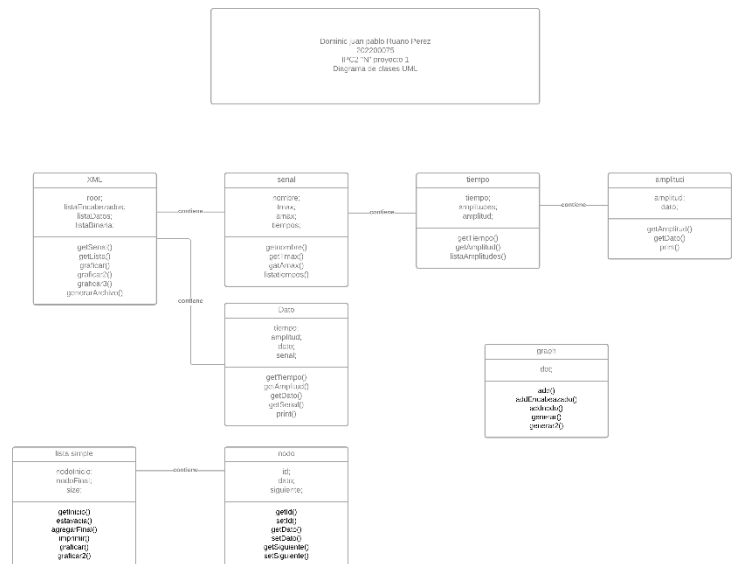 Dominic juan pablo Ruano Perez
202200075
IPC2 "N" proyecto 1
Diagrama de clases UML
XML
root;
listaEncabezados;
listaDatos;
listaBinaria;
getSenal()
getLista()
graficar()
graficar2()
graficar3()
generarArchivo()
contiene
senal
nombre;
tmax;
amax;
tiempos;
getnombre()
getTmax()
getAmax()
listatiempos()
contiene
tiempo
tiempo;
amplitudes;
amplitud;
getTiempo()
getAmplitud()
listaAmplitudes()
contiene
amplitud
amplitud;
dato;
getAmplitud()
getDato()
print()
contiene
Dato
tiempo;
amplitud;
dato;
senal;
getTiempo()
getAmplitud()
getDato()
getSenal()
print()
graph
dot;
add()
addEncabeazado()
addnodo()
generar()
generar2()
lista simple
nodoInicio;
nodoFinal;
size;
getInicio()
estavacia()
agregarFinal()
imprimir()
graficar()
graficar2()
contiene
nodo
id;
dato;
siguiente;
getId()
setId()
getDato()
setDato()
getSiguiente()
setSiguiente()